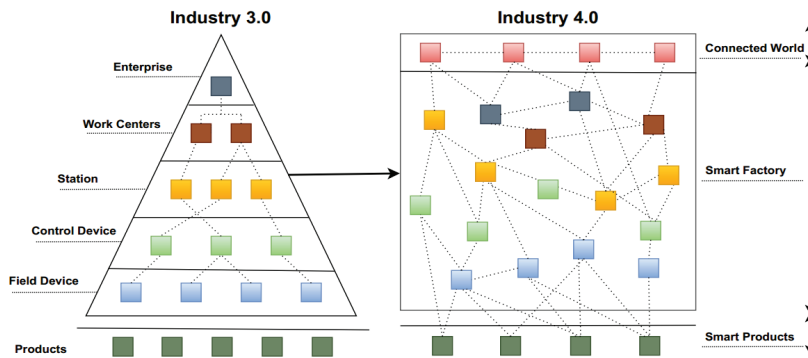 Industry 3.0
Industry 4.0
Enterprise
Work Centers
Station
Control Device
Field Device
Products
Connected World
Smart Factory
Smart Products